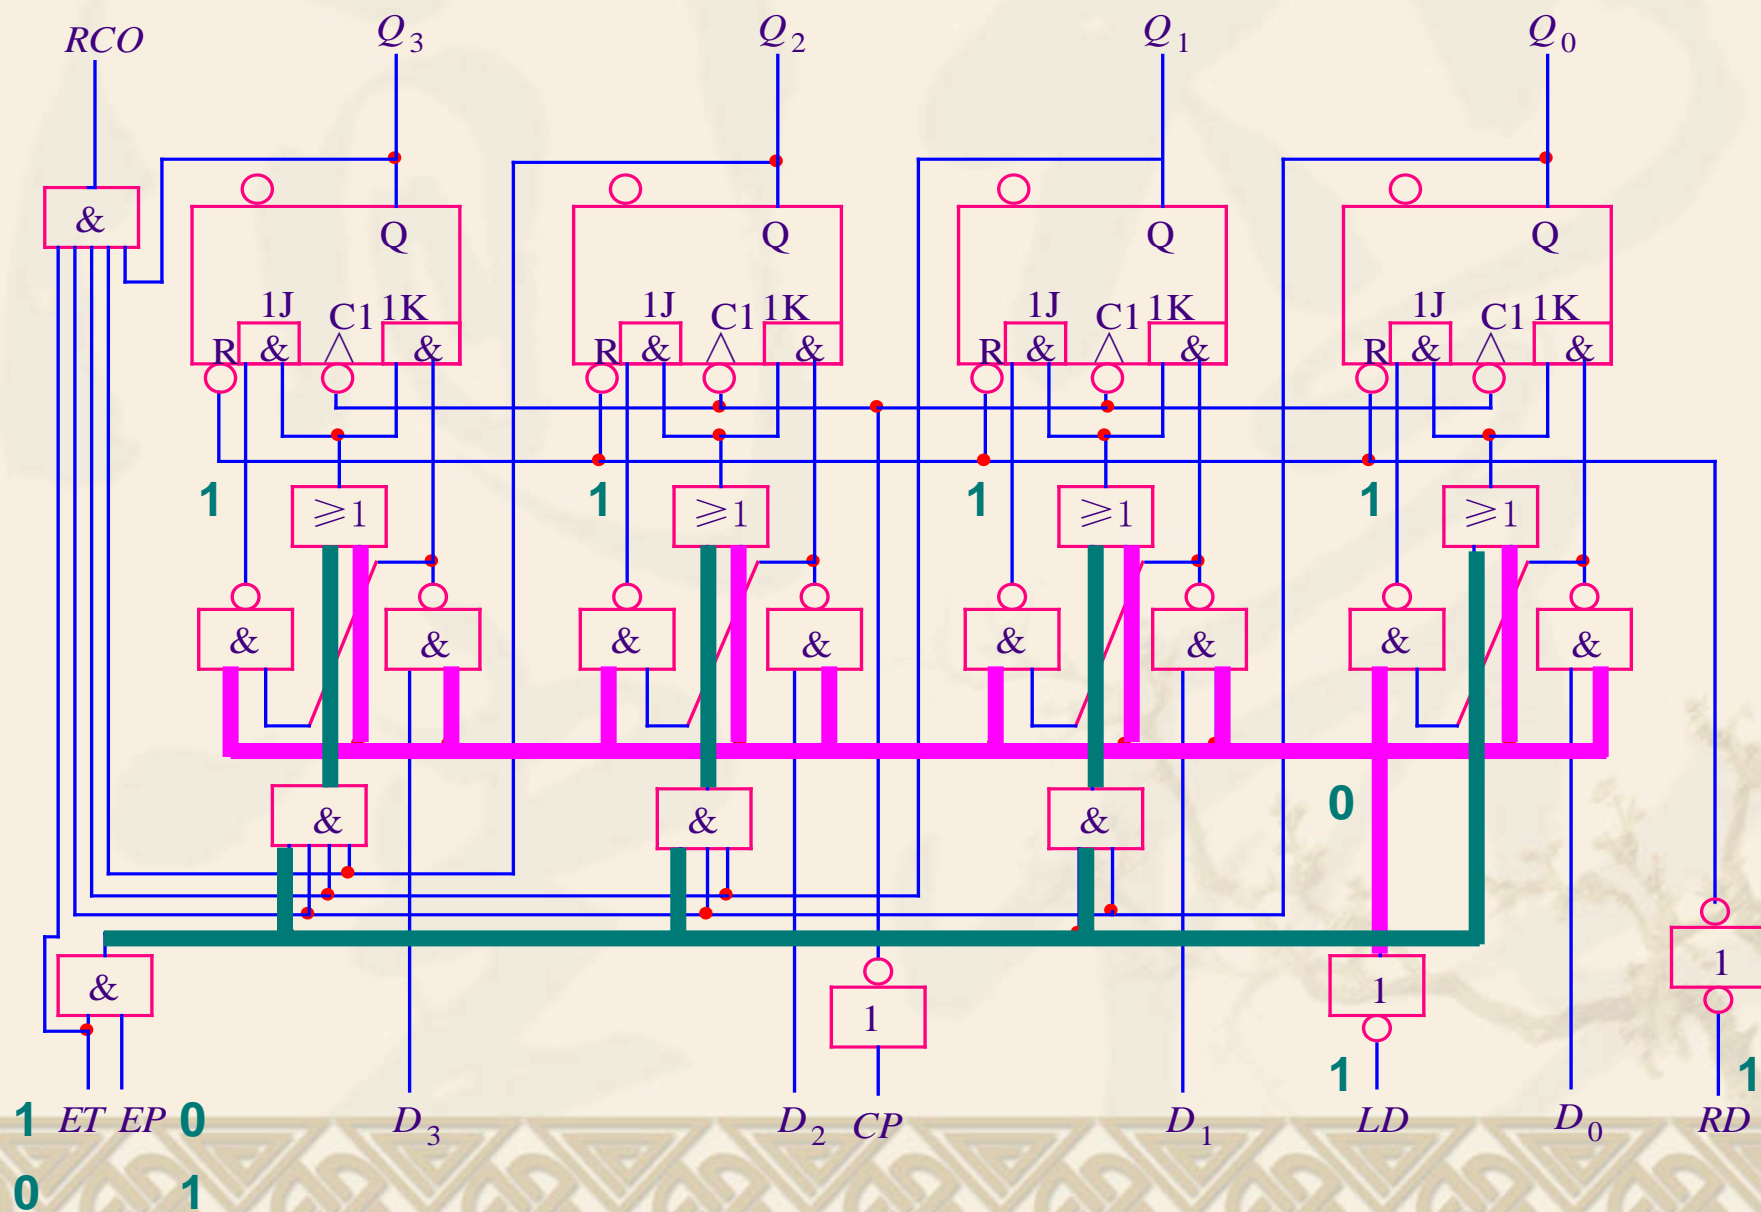 RCO Q3 Q2 Q1 Q0
& Q Q Q Q
1J C1 1K 1J C1 1K 1J C1 1K 1J C1 1K
R & & R & & R & & R & &
1 ≥1 1 ≥1 1 ≥1 1 ≥1
& & & & & & & &
& & & 0
& 1 1 1
1 1
1 ET EP 0 D3 D2 CP D1 LD D0 RD
0 1